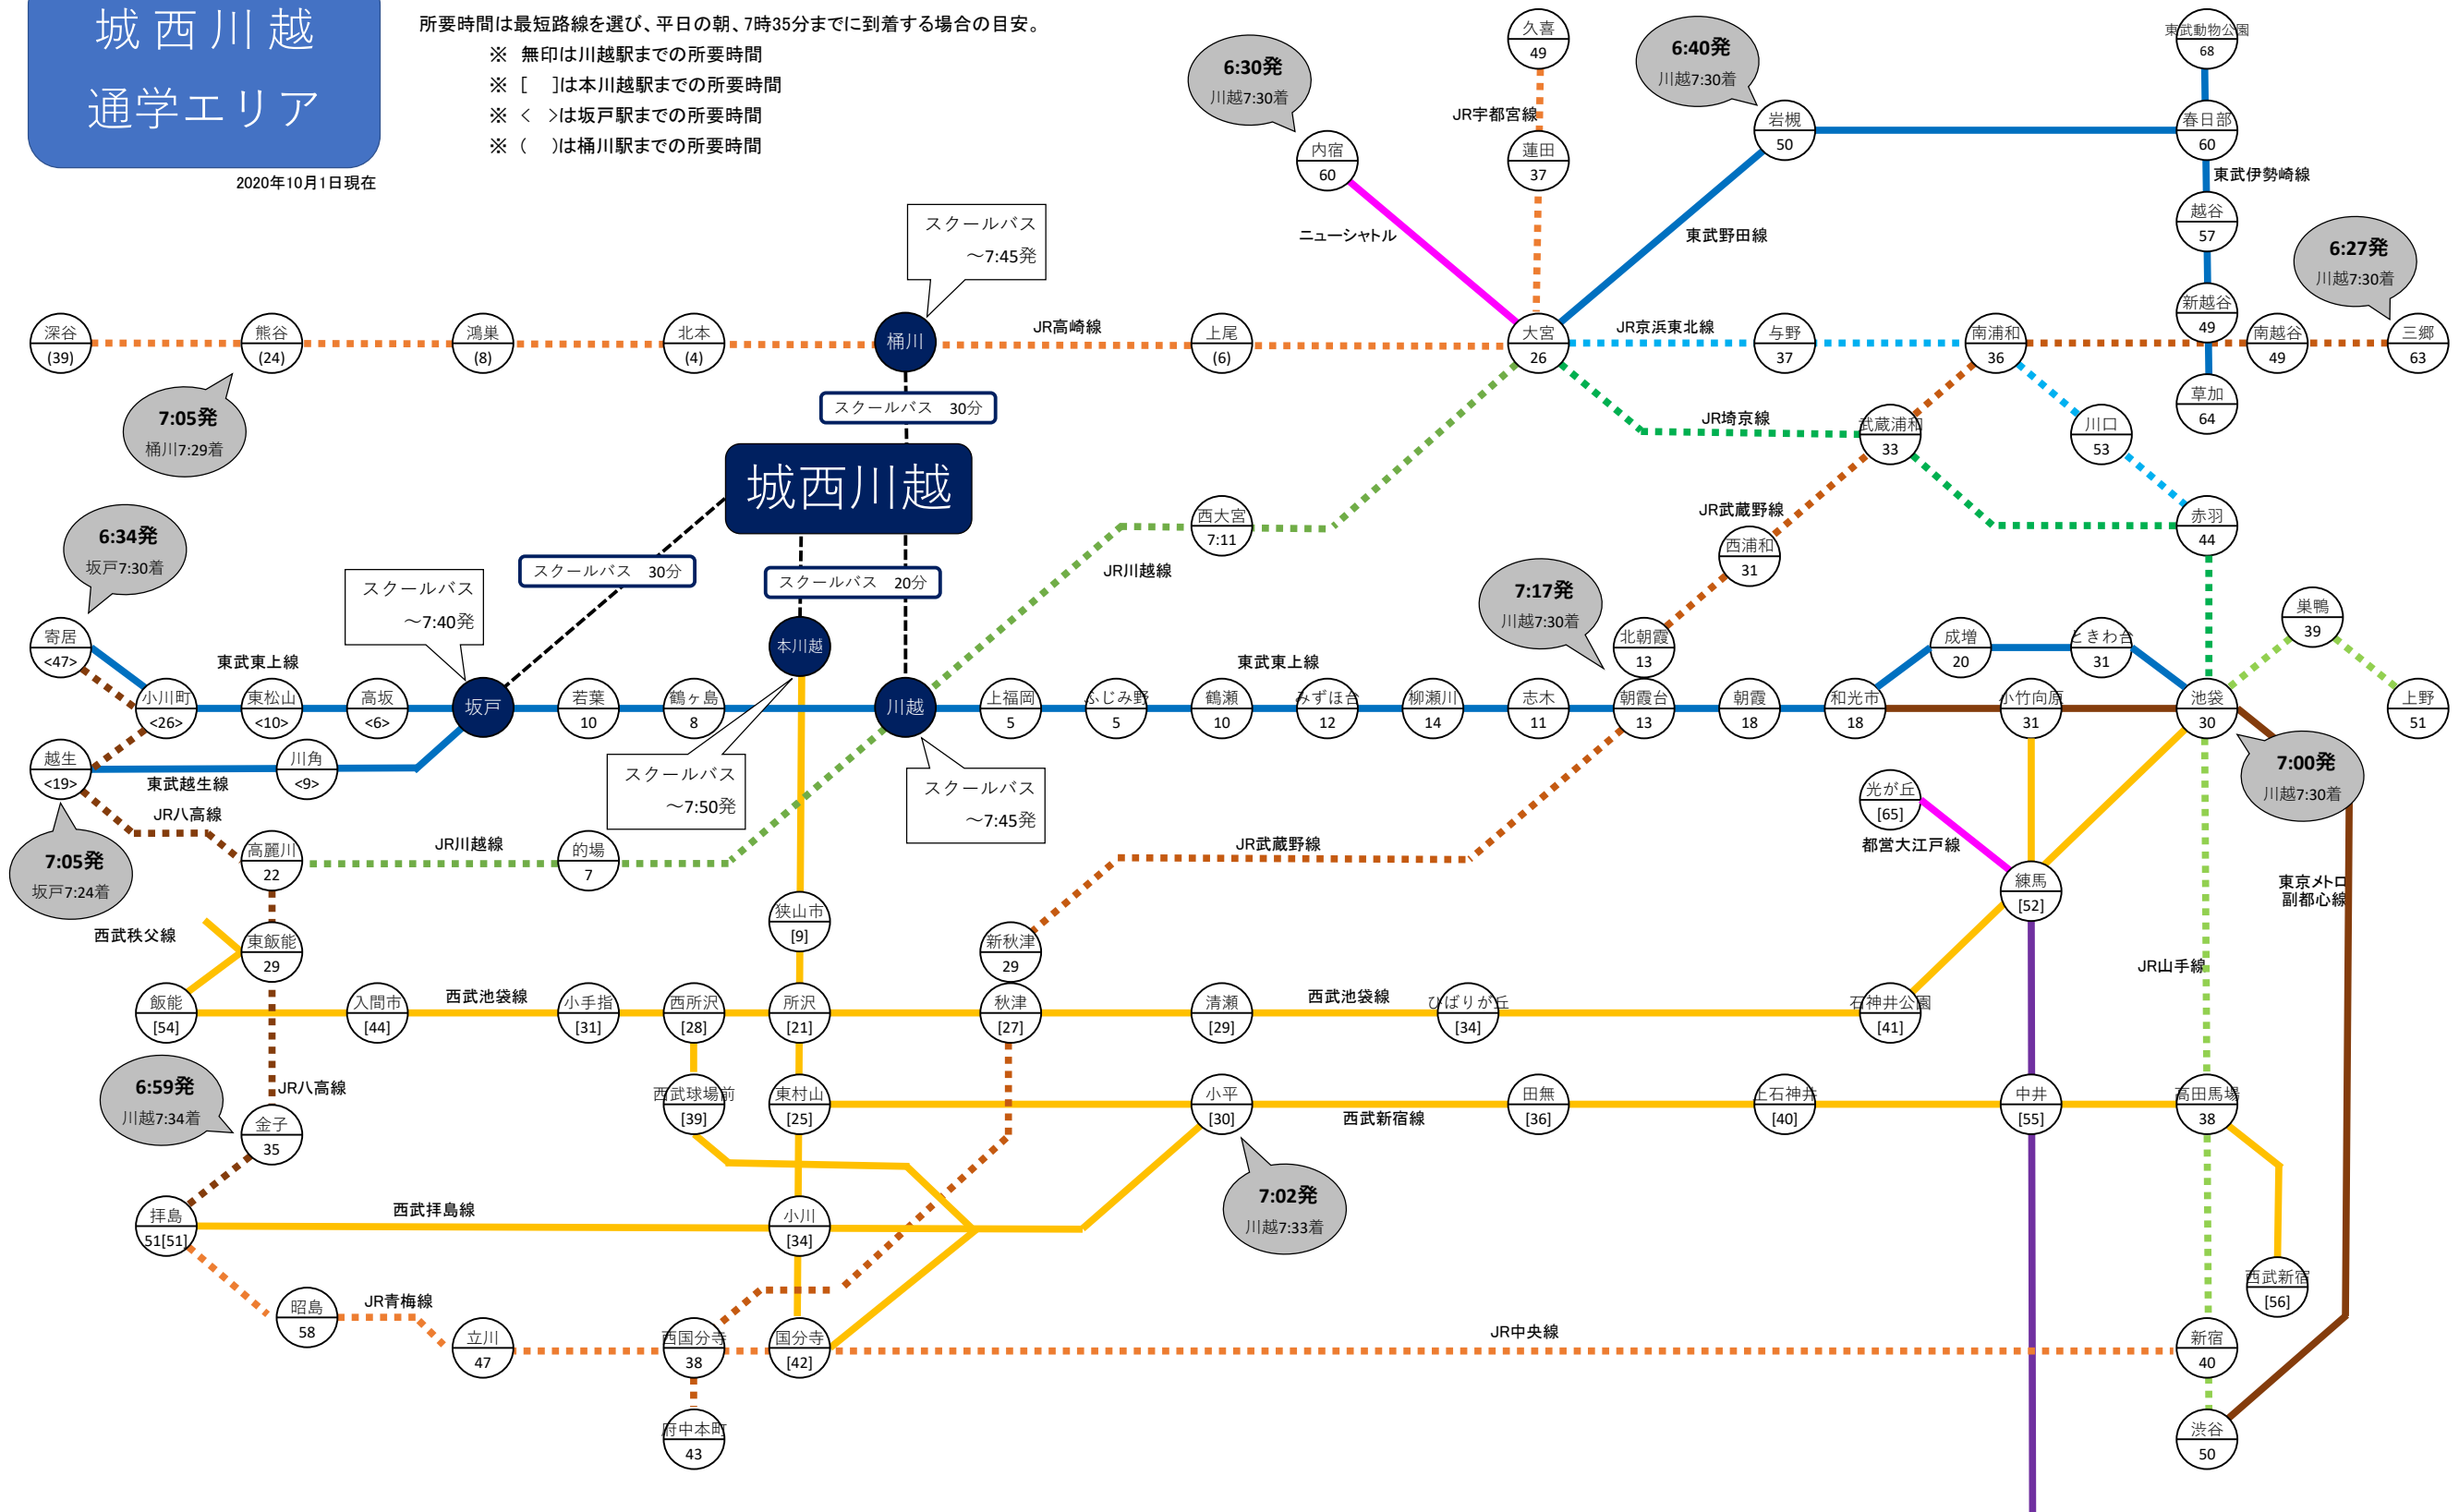 城西川越
通学エリア
2020年10月1日現在
所要時間は最短路線を選び、平日の朝、7時35分までに到着する場合の目安。
※ 無印は川越駅までの所要時間
※ [ ]は本川越駅までの所要時間
※ < >は坂戸駅までの所要時間
※ ( )は桶川駅までの所要時間
6:30発
川越7:30着
内宿
60
ニューシャトル
久喜
49
JR宇都宮線
蓮田
37
6:40発
川越7:30着
岩槻
50
東武野田線
東武動物公園
68
春日部
60
東武伊勢崎線
越谷
57
新越谷
49
草加
64
6:27発
川越7:30着
スクールバス
～7:45発
深谷
(39)
熊谷
(24)
鴻巣
(8)
北本
(4)
桶川
JR高崎線
上尾
(6)
大宮
26
JR京浜東北線
与野
37
南浦和
36
南越谷
49
三郷
63
7:05発
桶川7:29着
スクールバス 30分
城西川越
JR埼京線
武蔵浦和
33
川口
53
西大宮
7:11
JR武蔵野線
赤羽
44
西浦和
31
JR川越線
6:34発
坂戸7:30着
スクールバス 30分
スクールバス 20分
スクールバス
～7:40発
7:17発
川越7:30着
巣鴨
39
寄居
<47>
本川越
北朝霞
13
成増
20
ときわ台
31
東武東上線
東武東上線
小川町
<26>
東松山
<10>
高坂
<6>
坂戸
若葉
10
鶴ヶ島
8
川越
上福岡
5
ふじみ野
5
鶴瀬
10
みずほ台
12
柳瀬川
14
志木
11
朝霞台
13
朝霞
18
和光市
18
小竹向原
31
池袋
30
上野
51
越生
<19>
川角
<9>
東武越生線
JR八高線
スクールバス
～7:50発
スクールバス
～7:45発
7:00発
川越7:30着
光が丘
[65]
都営大江戸線
7:05発
坂戸7:24着
高麗川
22
JR川越線
的場
7
JR武蔵野線
練馬
[52]
東京メトロ
副都心線
狭山市
[9]
西武秩父線
東飯能
29
新秋津
29
JR山手線
飯能
[54]
入間市
[44]
西武池袋線
小手指
[31]
西所沢
[28]
所沢
[21]
秋津
[27]
清瀬
[29]
西武池袋線
ひばりが丘
[34]
石神井公園
[41]
6:59発
川越7:34着
JR八高線
西武球場前
[39]
東村山
[25]
小平
[30]
西武新宿線
田無
[36]
上石神井
[40]
中井
[55]
高田馬場
38
金子
35
7:02発
川越7:33着
拝島
51[51]
西武拝島線
小川
[34]
西武新宿
[56]
昭島
58
JR青梅線
立川
47
西国分寺
38
国分寺
[42]
JR中央線
新宿
40
府中本町
43
渋谷
50